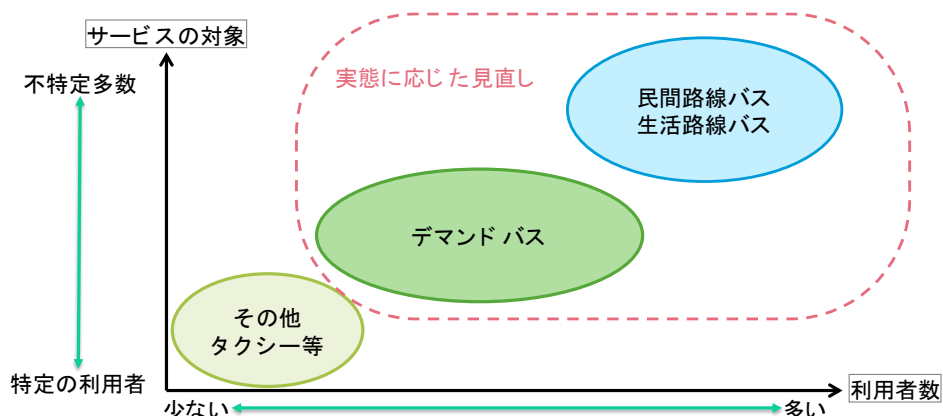 サービスの対象
不特定多数
実態に応じた見直し
民間路線バス
生活路線バス
デマンドバス
その他
タクシー等
特定の利用者
利用者数
少ない
多い